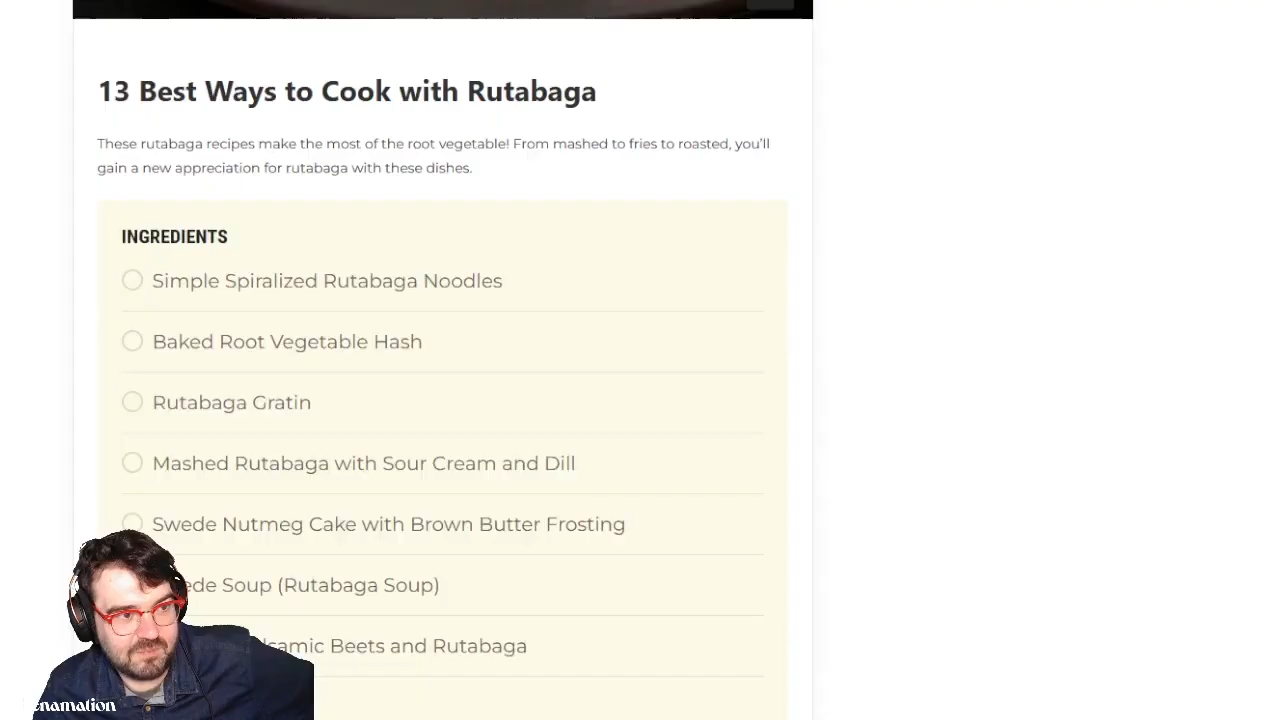 13 Best Ways to Cook with Rutabaga
These rutabaga recipes make the most of the root vegetable! From mashed to fries to roasted, you'll
gain a new appreciation for rutabaga with these dishes.
INGREDIENTS
Simple Spiralized Rutabaga Noodles
Baked Root Vegetable Hash
Rutabaga Gratin
Mashed Rutabaga with Sour Cream and Dill
Swede Nutmeg Cake with Brown Butter Frosting
Soup (Rutabaga Soup)
Beets and Rutabaga